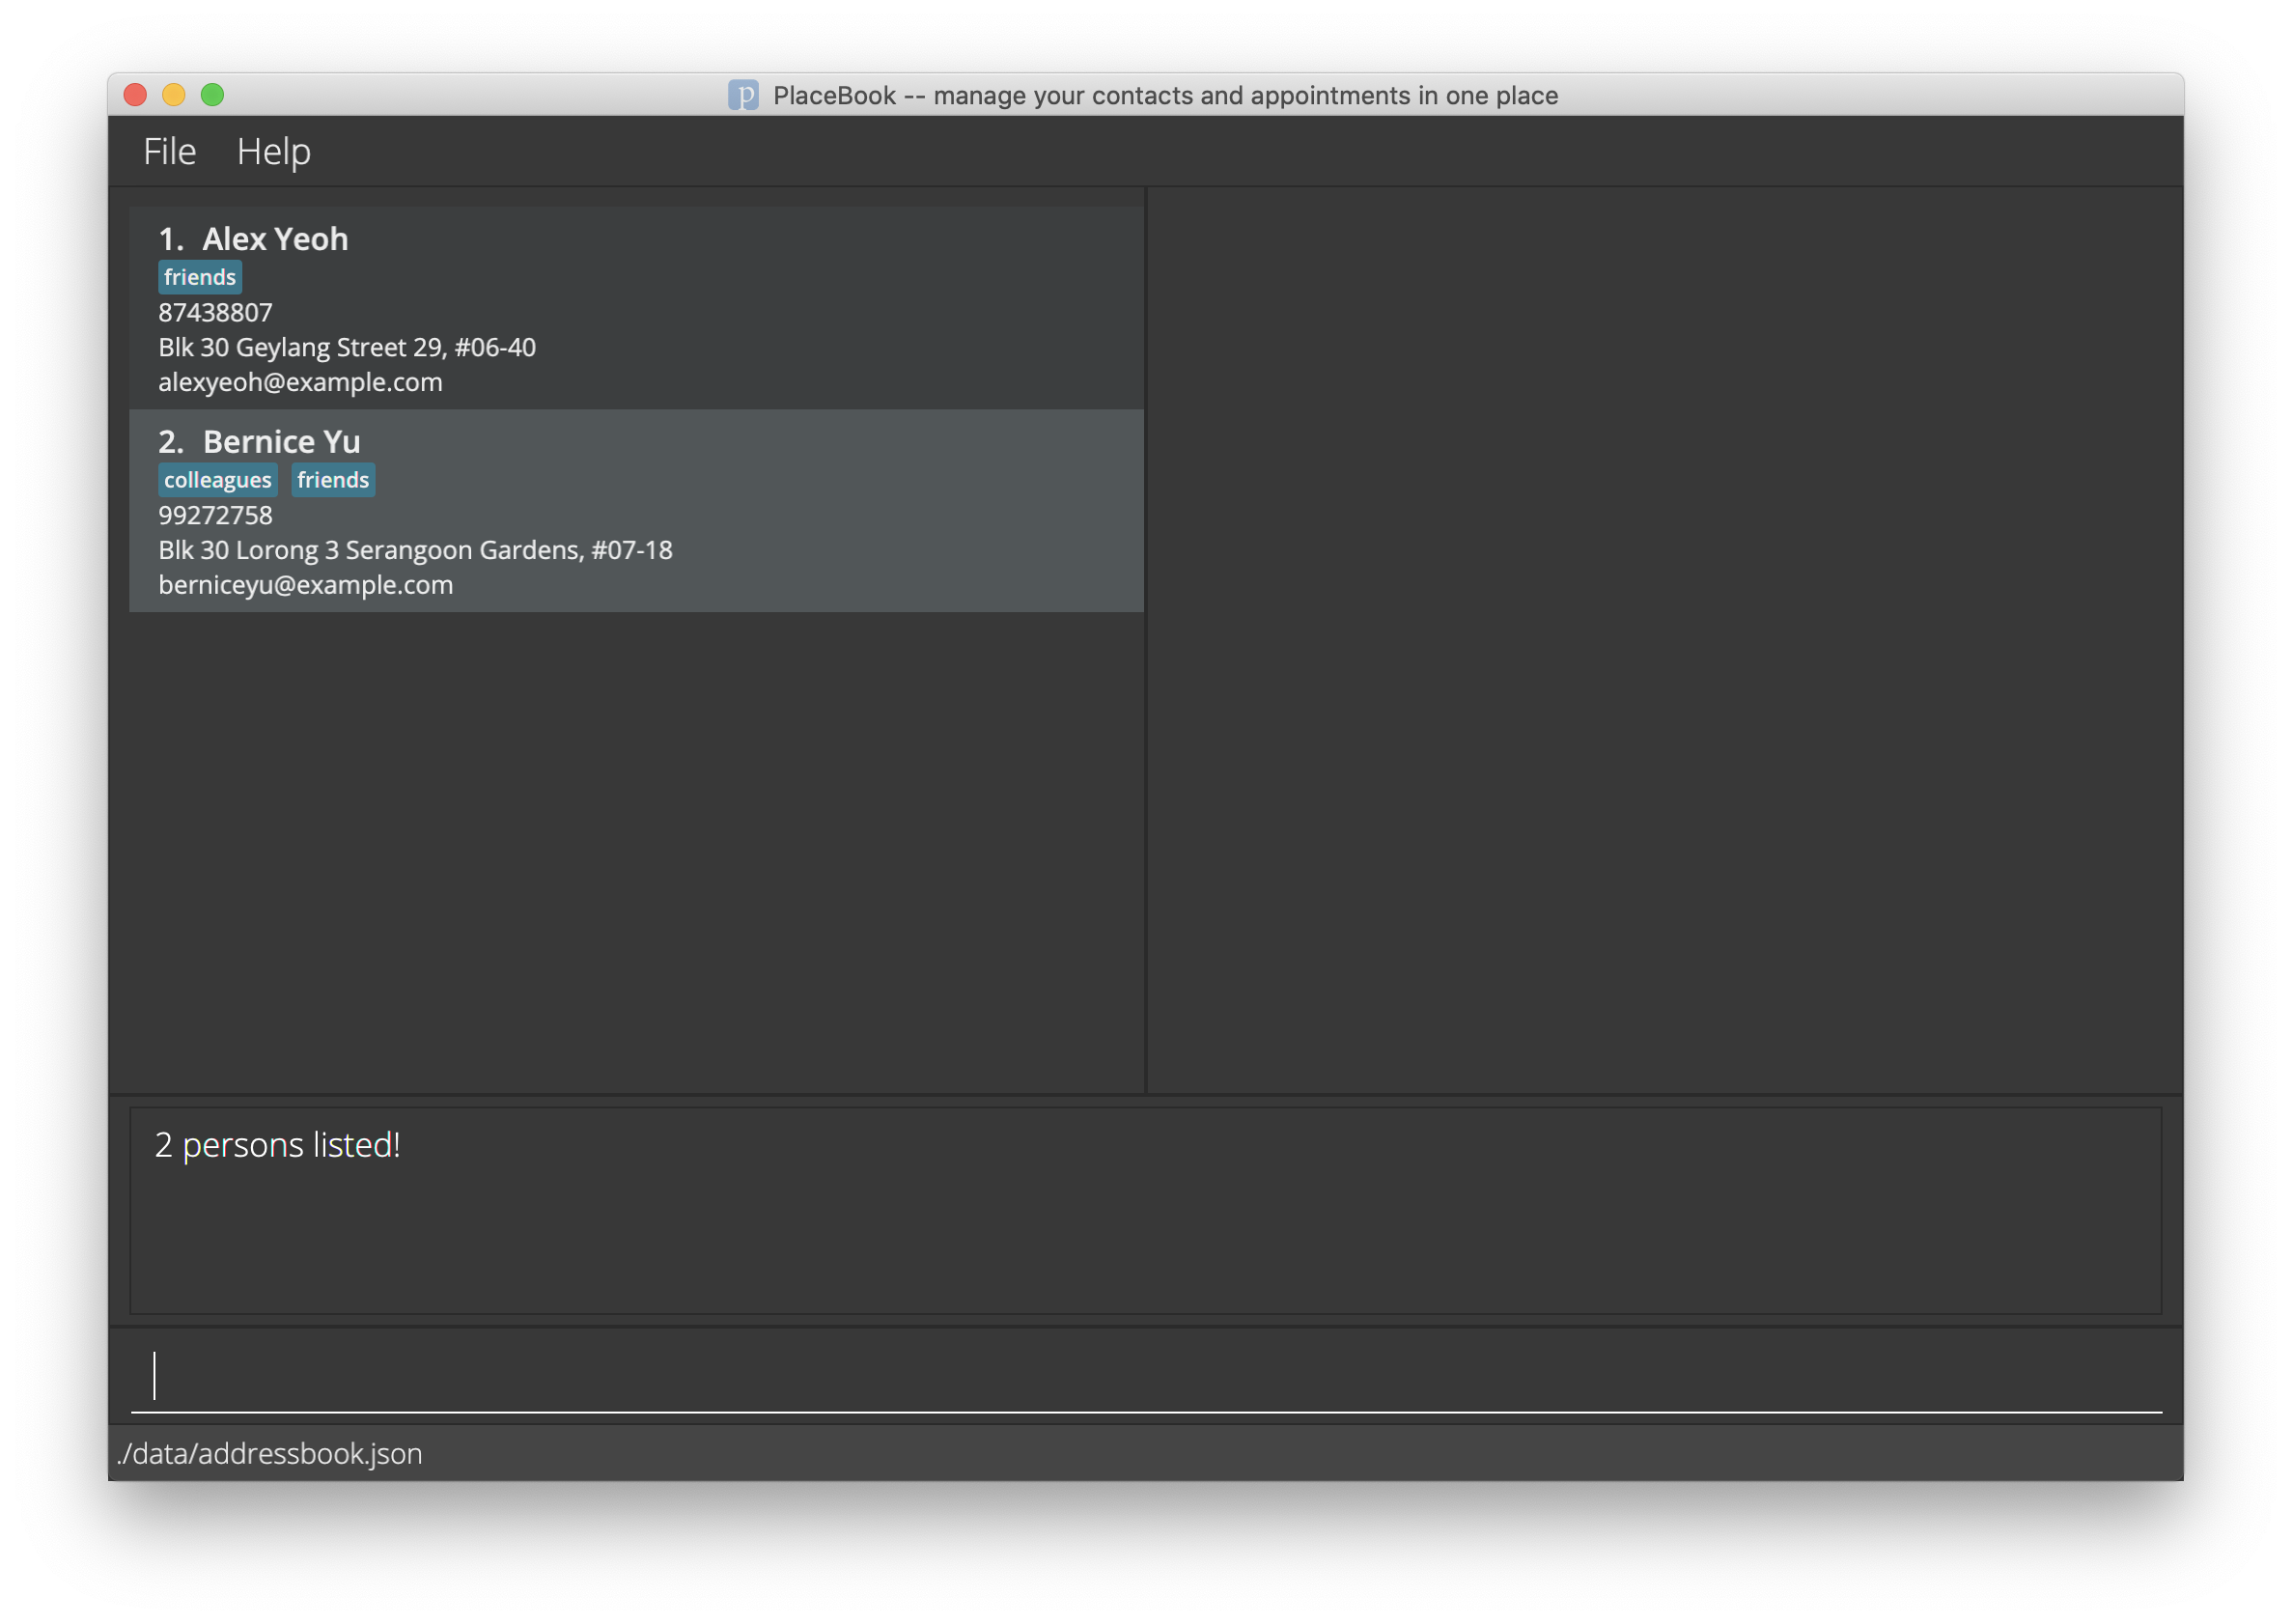 p PlaceBook -- manage your contacts and appointments in one place
File Help
1. Alex Yeoh
friends
87438807
Blk 30 Geylang Street 29, #06-40
alexyeoh@example.com
2. Bernice Yu
colleagues friends
99272758
Blk 30 Lorong 3 Serangoon Gardens, #07-18
berniceyu@example.com
2 persons listed!
./data/addressbook.json